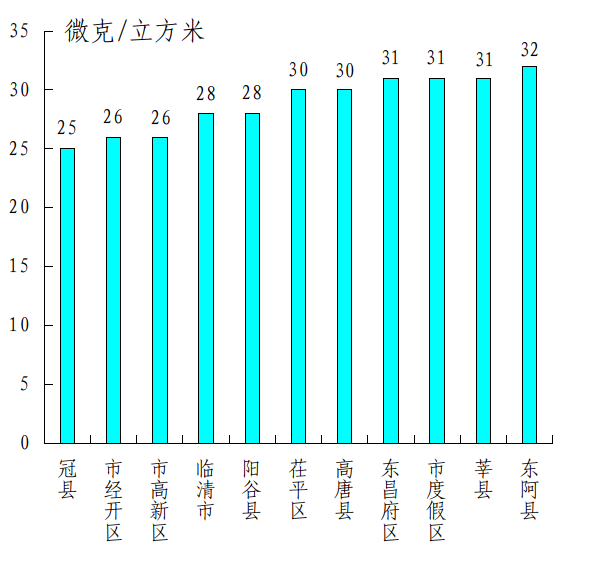 微克/立方米
35
30
25
20
15
10
5
0
25
26
26
28
28
30
30
31
31
31
32
冠县
市经开区
市高新区
临清市
阳谷县
茌平区
高唐县
东昌府区
市度假区
莘县
东阿县